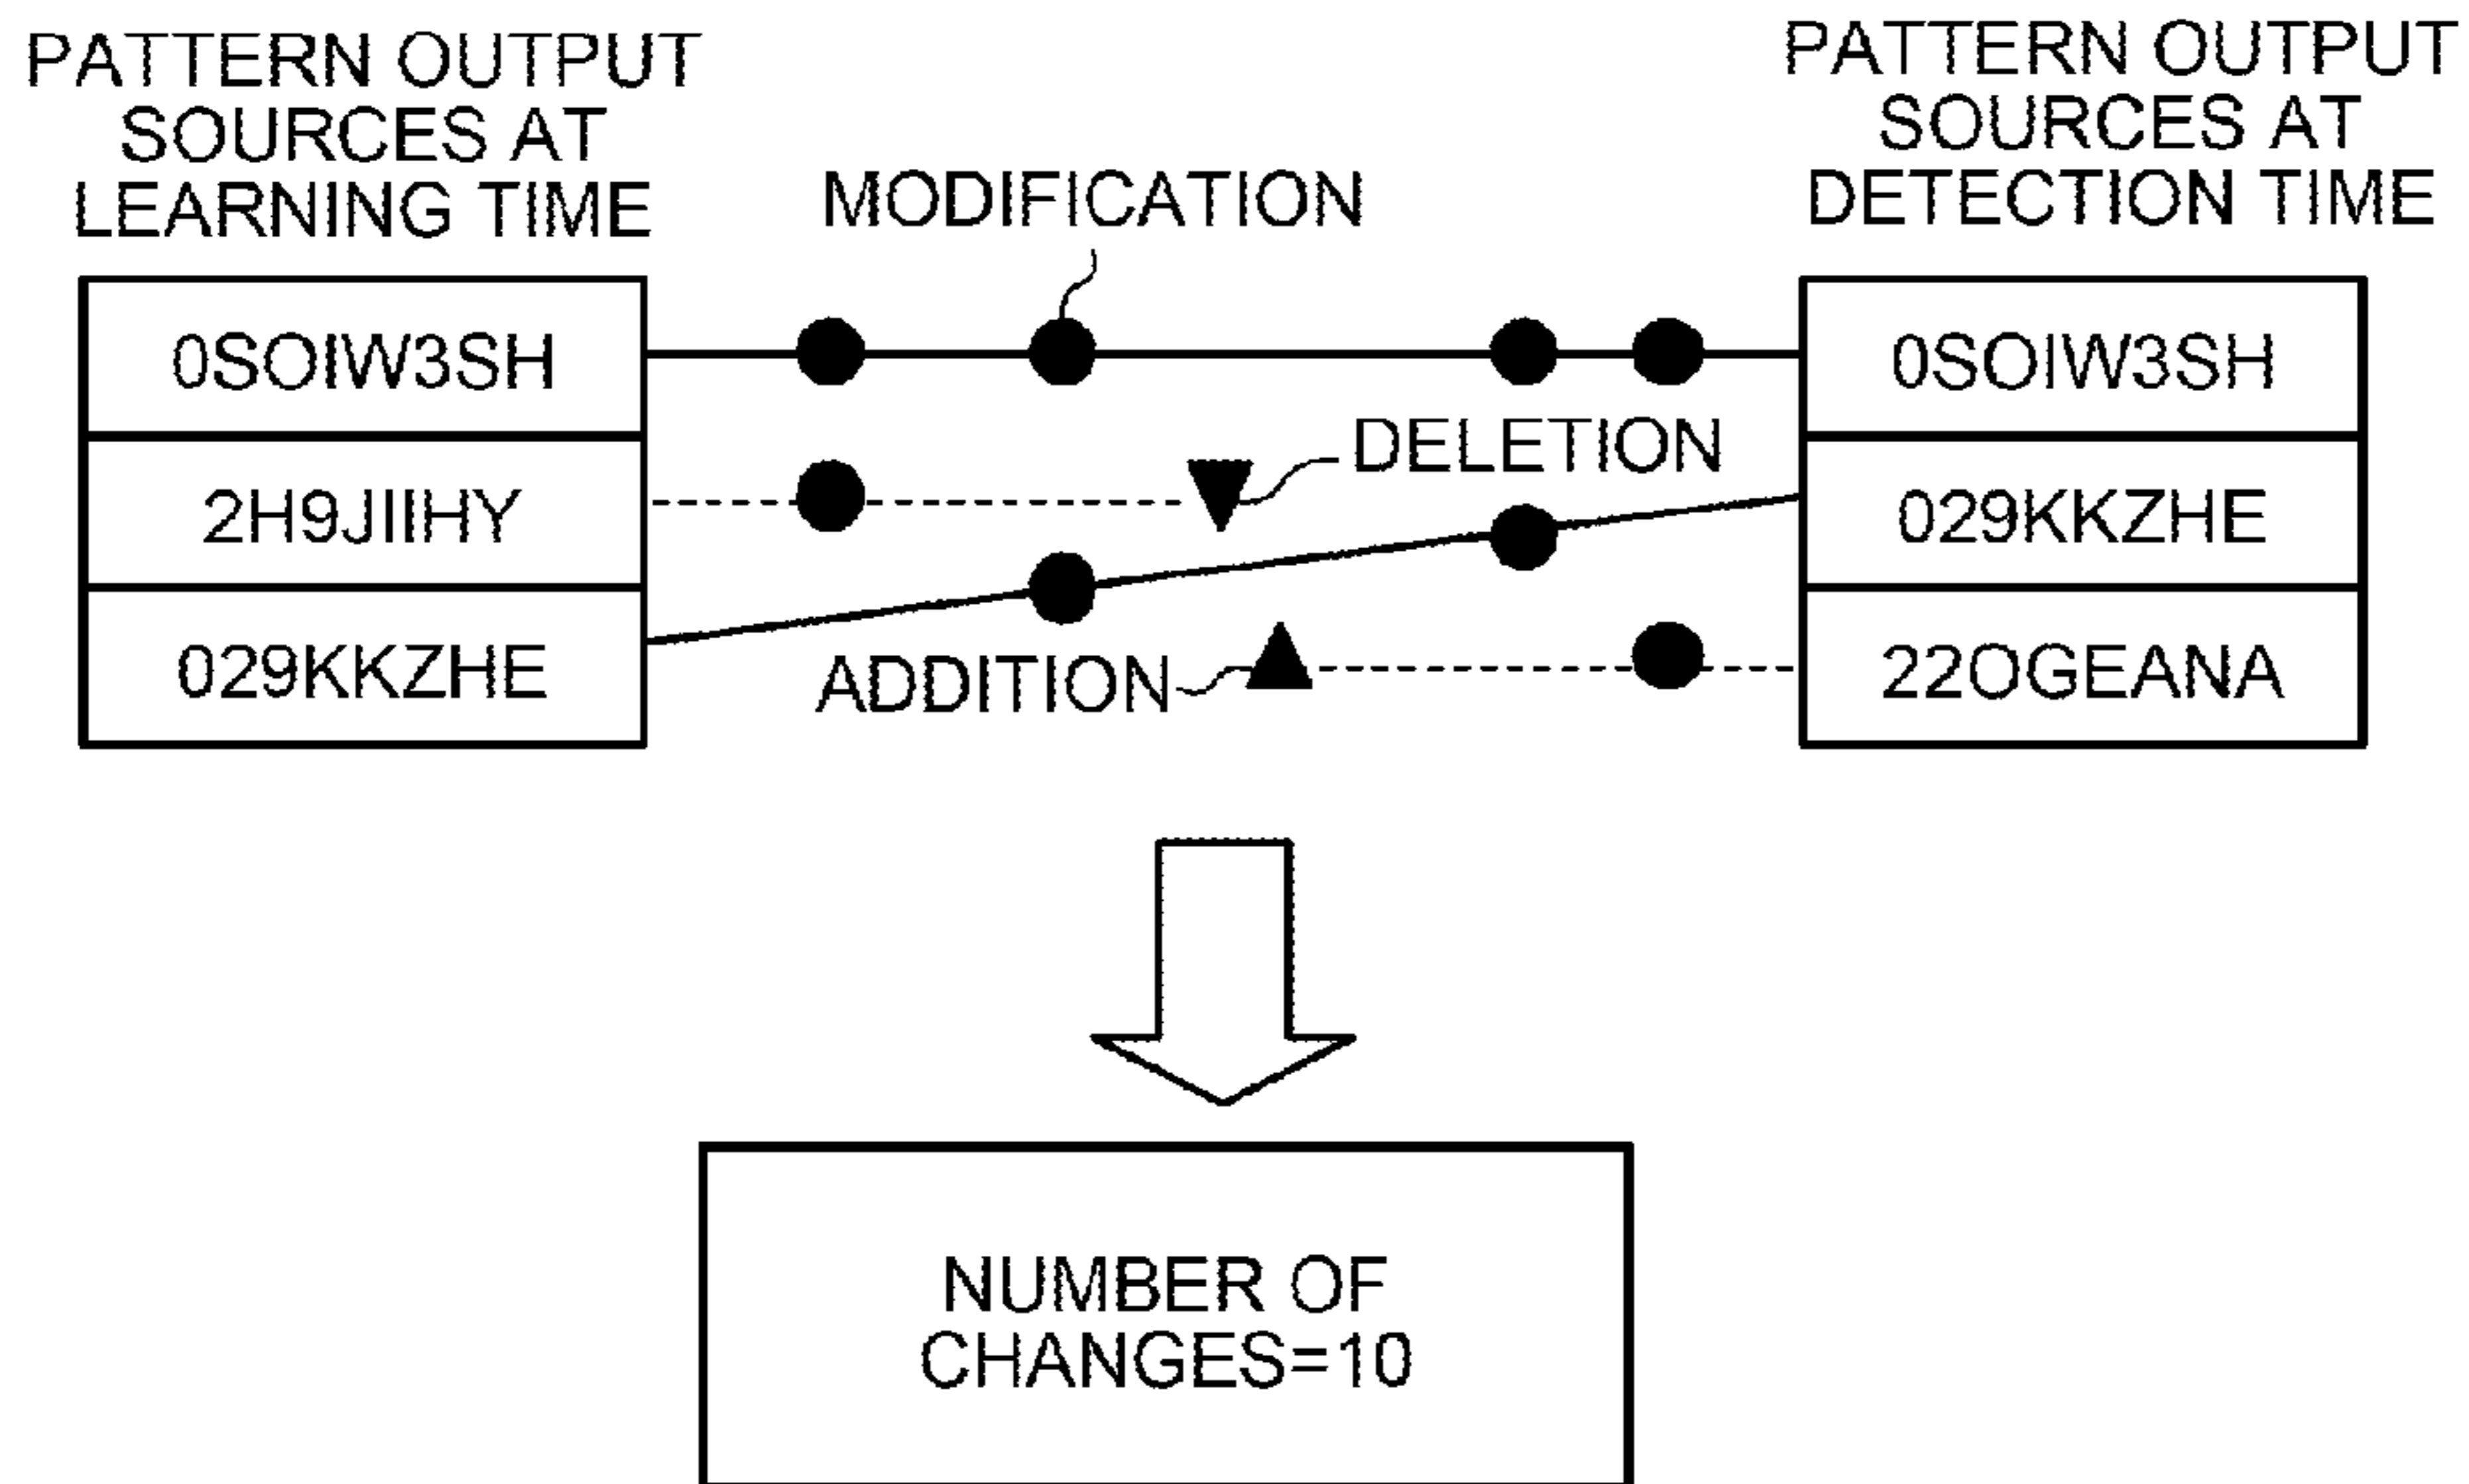 PATTERN OUTPUT
SOURCES AT
LEARNING TIME
PATTERN OUTPUT
SOURCES AT
DETECTION TIME
MODIFICATION
0SOIW3SH
0SOIW3SH
DELETION
2H9JIIHY
029KKZHE
029KKZHE
ADDITION
22OGEANA
NUMBER OF
CHANGES=10